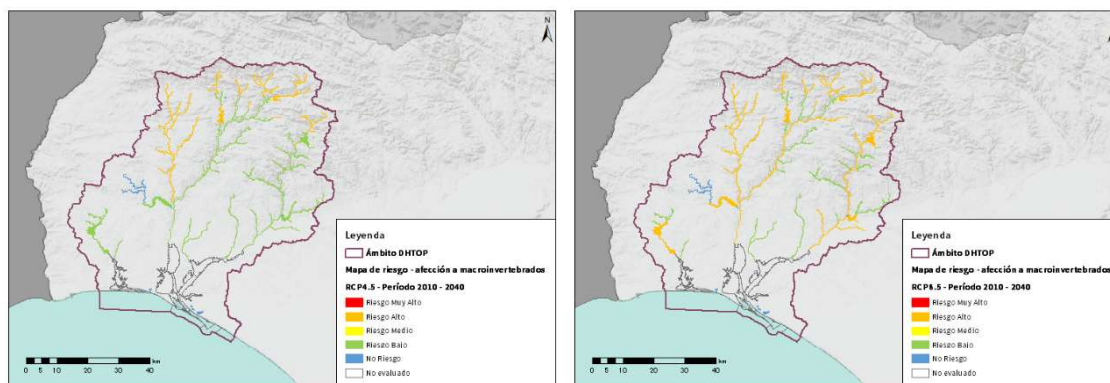 N
Leyenda
Ámbito DHTOP
Mapa de riesgo - afección a macroinvertebrados
RCP4.5 - Período 2010 - 2040
Riesgo Muy Alto
Riesgo Alto
Riesgo Medio
Riesgo Bajo
No Riesgo
No evaluado
0 5 10 20 30 40
km
Leyenda
Ámbito DHTOP
Mapa de riesgo - afección a macroinvertebrados
RCP8.5 - Período 2010 - 2040
Riesgo Muy Alto
Riesgo Alto
Riesgo Medio
Riesgo Bajo
No Riesgo
No evaluado
0 5 10 20 30 40
km